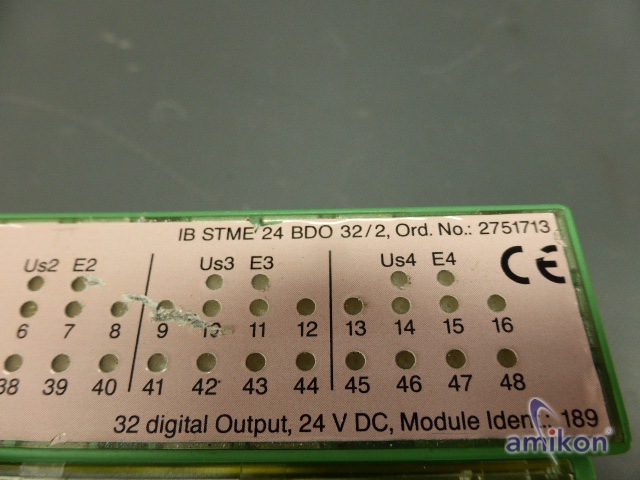 IB STME 24 BDO 32/2, Ord. No.: 2751713
Us2 E2 Us3 E3 Us4 E4 CE
6 7 8 9 10 11 12 13 14 15 16
38 39 40 41 42 43 44 45 46 47 48
32 digital Output, 24 V DC, Module Ident.: 189
amikon